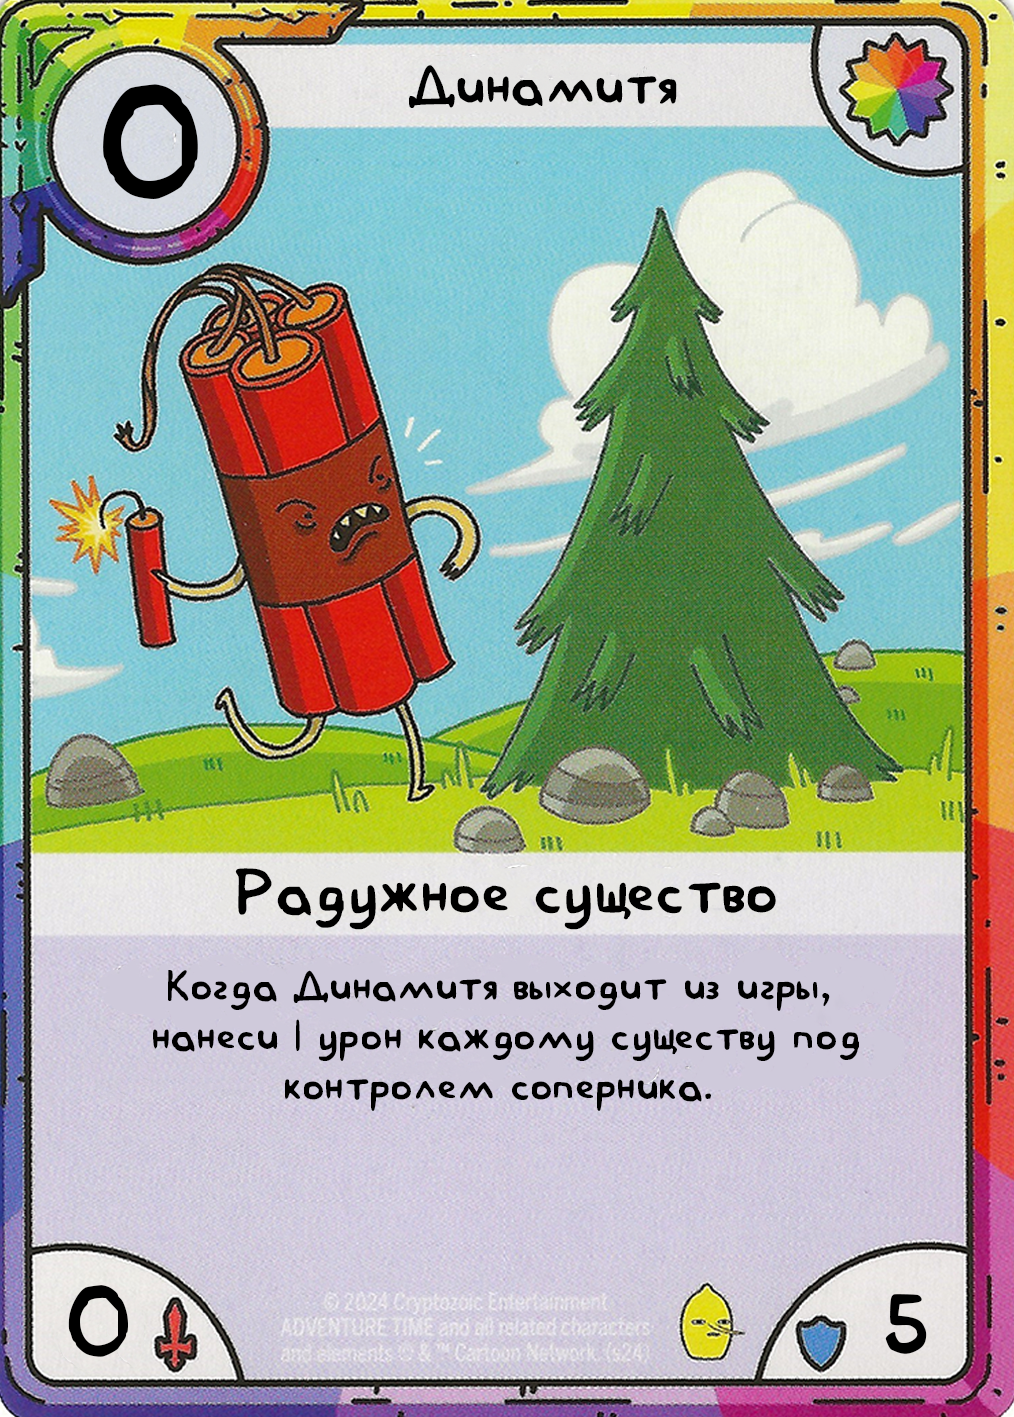 0
Динамитя
Радужное существо
Когда Динамитя выходит из игры,
нанеси 1 урон каждому существу под
контролем соперника.
0
5
© 2024 Cryptozoic Entertainment.
ADVENTURE TIME and all related characters
and elements © & ™ Cartoon Network. (s24)